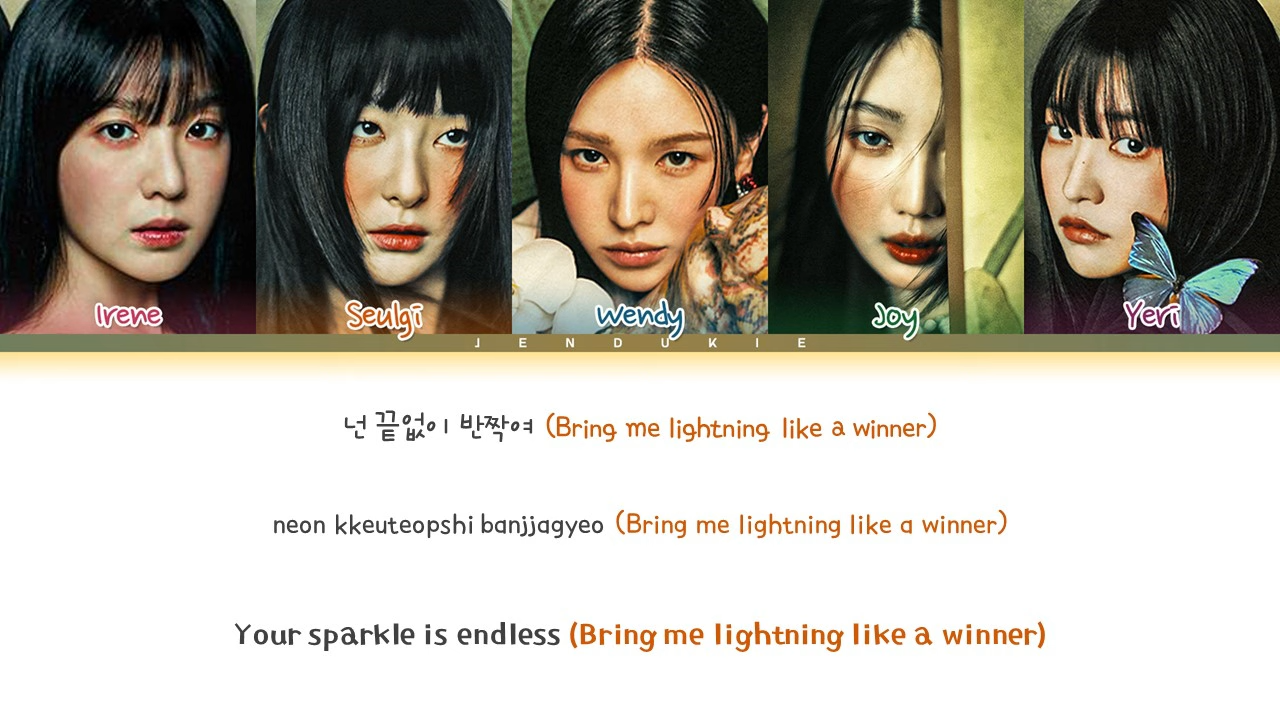 Irene
Seulgi
Wendy
Joy
Yeri
JENDUKIE
넌 끝없이 반짝여 (Bring me lightning like a winner)
neon kkeuteopshi banjjagyeo (Bring me lightning like a winner)
Your sparkle is endless (Bring me lightning like a winner)